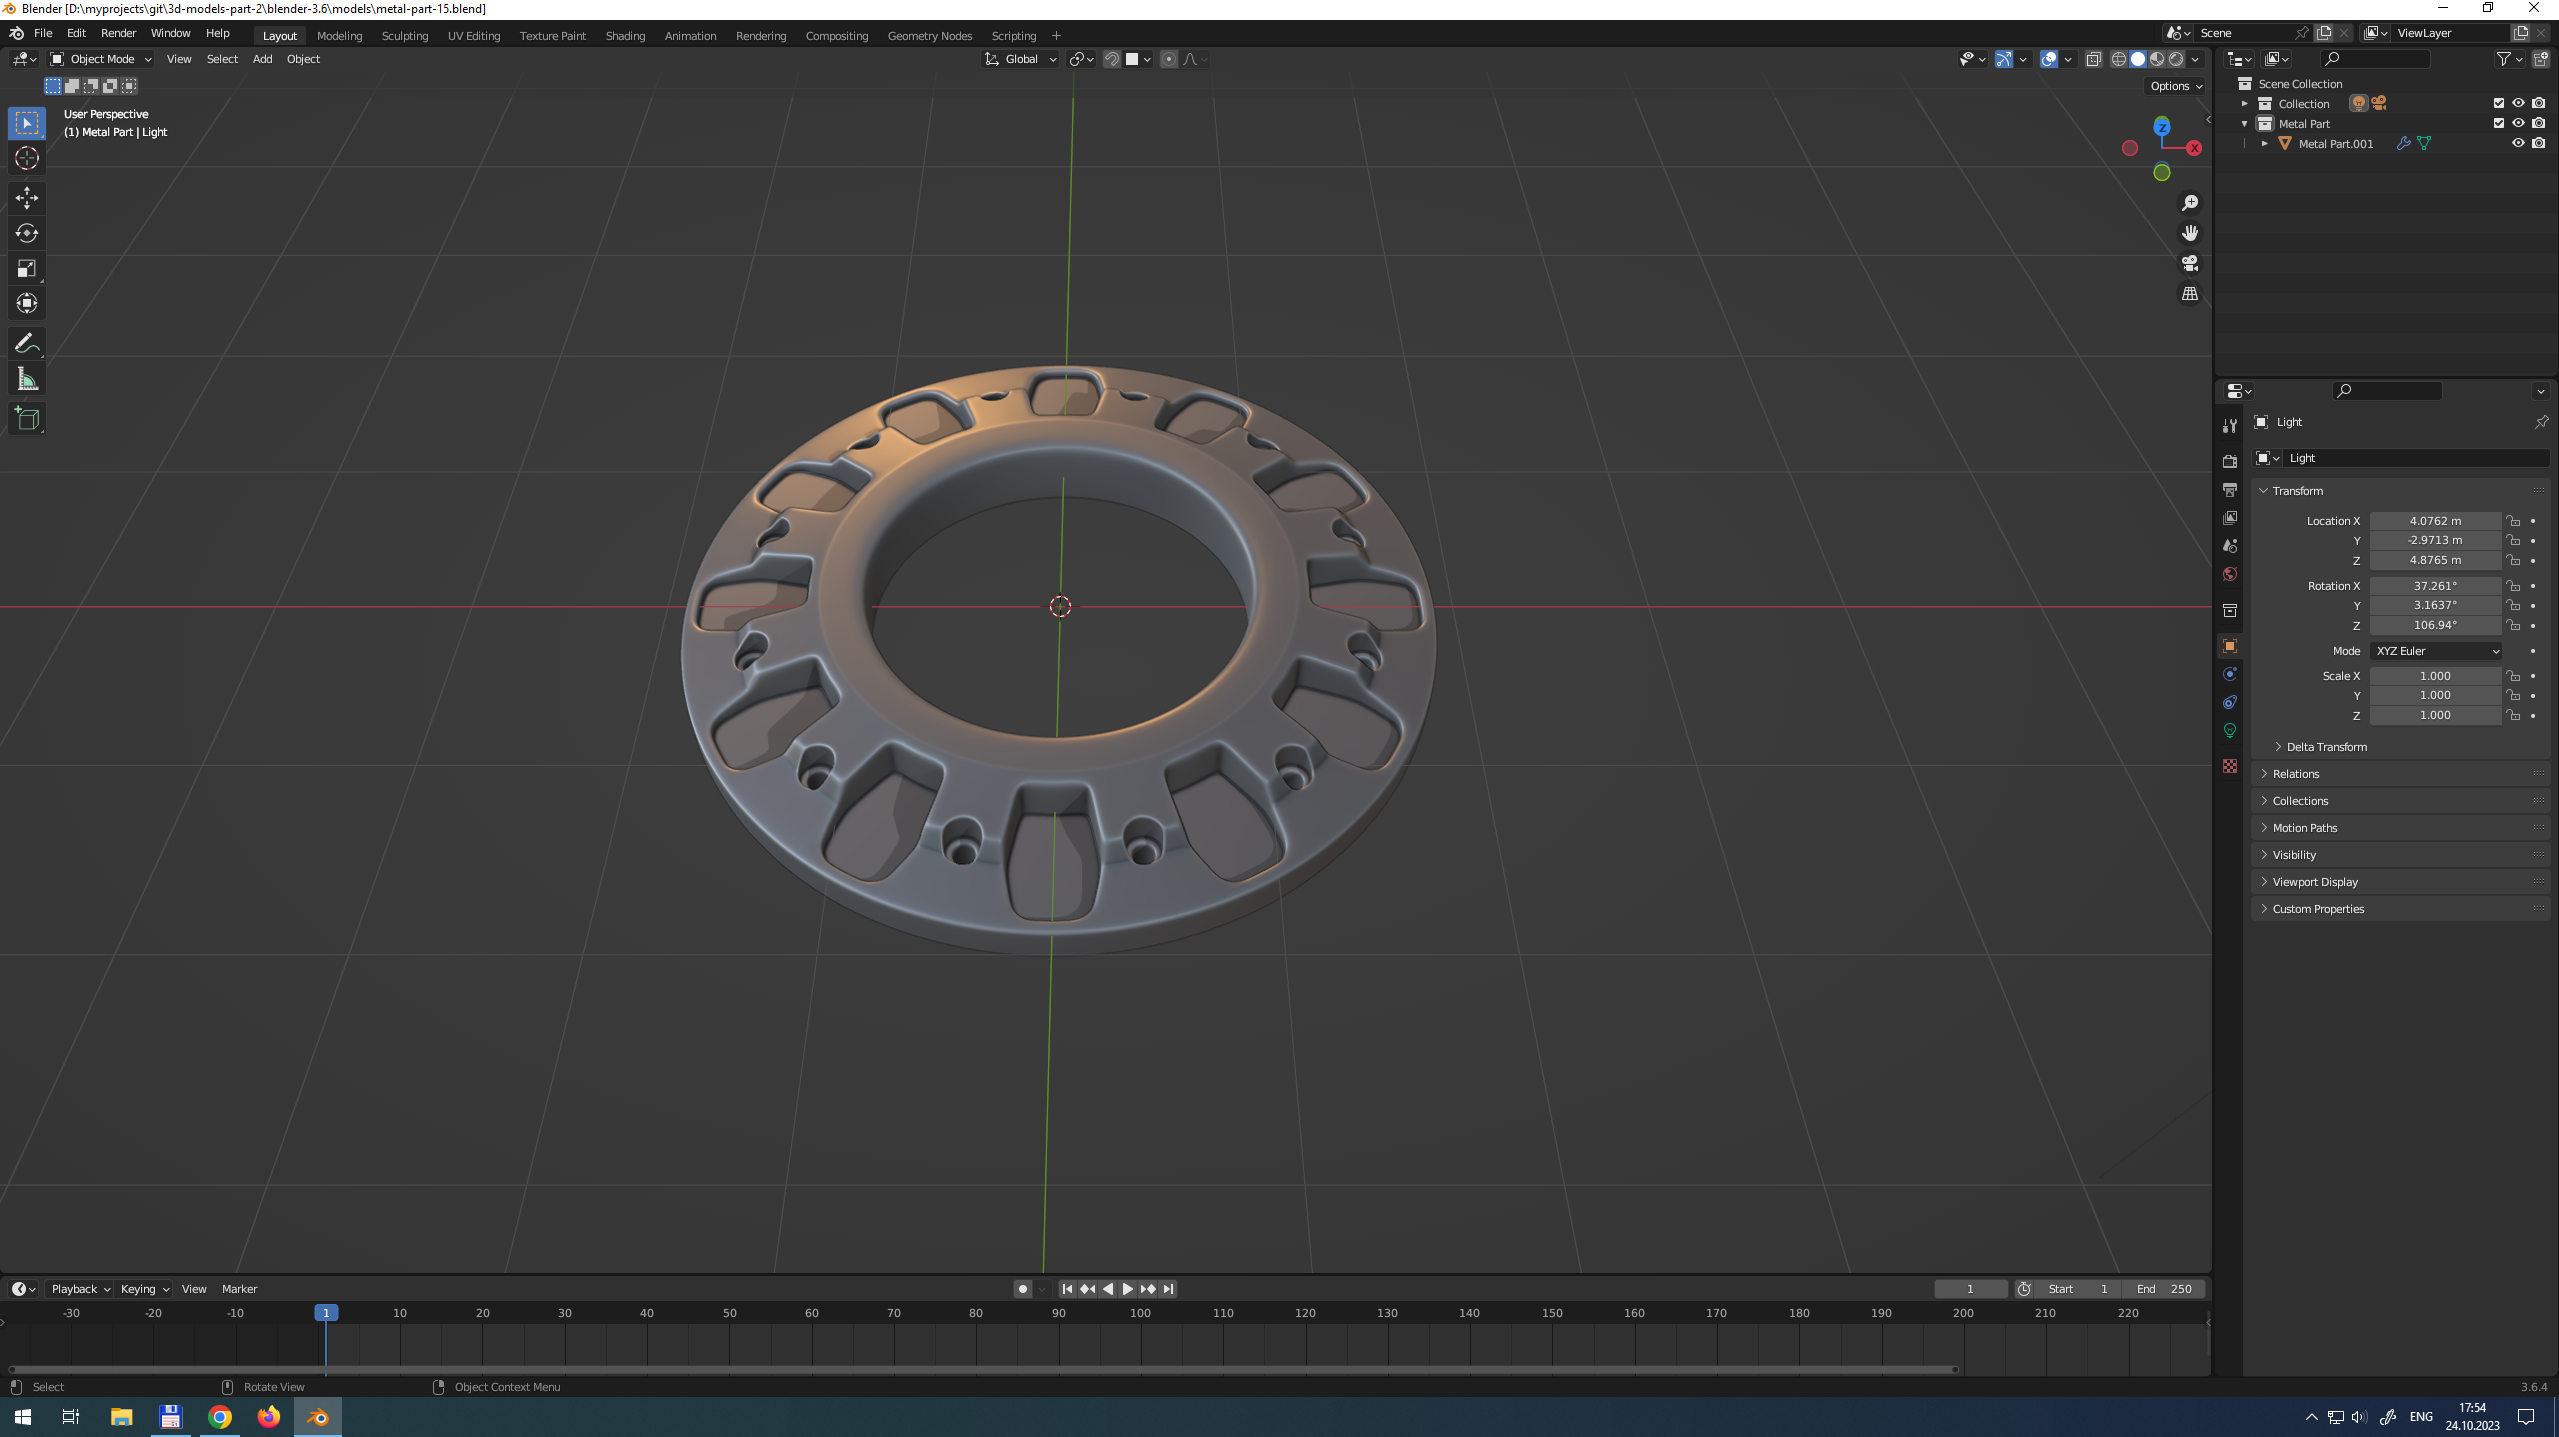 Blender [D:\myprojects\git\3d-models-part-2\blender-3.6\models\metal-part-15.blend]
File Edit Render Window Help Layout Modeling Sculpting UV Editing Texture Paint Shading Animation Rendering Compositing Geometry Nodes Scripting + Scene ViewLayer
Object Mode View Select Add Object Global
Options
User Perspective
(1) Metal Part | Light
Z
X
Scene Collection
Collection
Metal Part
Metal Part.001
Light
Light
Transform
Location X 4.0762 m
Y -2.9713 m
Z 4.8765 m
Rotation X 37.261°
Y 3.1637°
Z 106.94°
Mode XYZ Euler
Scale X 1.000
Y 1.000
Z 1.000
Delta Transform
Relations
Collections
Motion Paths
Visibility
Viewport Display
Custom Properties
Playback Keying View Marker 1 Start 1 End 250
-30 -20 -10 1 10 20 30 40 50 60 70 80 90 100 110 120 130 140 150 160 170 180 190 200 210 220
Select Rotate View Object Context Menu 3.6.4
ENG 17:54
24.10.2023